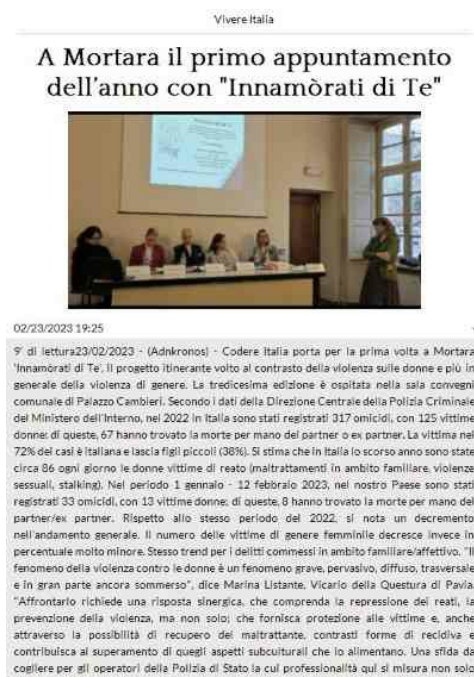 Vivere Italia
A Mortara il primo appuntamento
dell'anno con "Innamòrati di Te"
02/23/2023 19:25
9' di lettura23/02/2023 - (Adnkronos) - Codere Italia porta per la prima volta a Mortara
'Innamòrati di Te', il progetto itinerante volto al contrasto della violenza sulle donne e più in
generale della violenza di genere. La tredicesima edizione è ospitata nella sala convegni
comunale di Palazzo Cambieri. Secondo i dati della Direzione Centrale della Polizia Criminale
del Ministero dell'Interno, nel 2022 in Italia sono stati registrati 317 omicidi, con 125 vittime
donne: di queste, 67 hanno trovato la morte per mano del partner o ex partner. La vittima nel
72% dei casi è italiana e lascia figli piccoli (38%). Si stima che in Italia lo scorso anno sono state
circa 86 ogni giorno le donne vittime di reato (maltrattamenti in ambito familiare, violenze
sessuali, stalking). Nel periodo 1 gennaio - 12 febbraio 2023, nel nostro Paese sono stati
registrati 33 omicidi, con 13 vittime donne; di queste, 8 hanno trovato la morte per mano del
partner/ex partner. Rispetto allo stesso periodo del 2022, si nota un decremento
nell'andamento generale. Il numero delle vittime di genere femminile decresce invece in
percentuale molto minore. Stesso trend per i delitti commessi in ambito familiare/affettivo. "Il
fenomeno della violenza contro le donne è un fenomeno grave, pervasivo, diffuso, trasversale
e in gran parte ancora sommerso", dice Marina Listante, Vicario della Questura di Pavia.
"Affrontarlo richiede una risposta sinergica, che comprenda la repressione dei reati, la
prevenzione della violenza, ma non solo; che fornisca protezione alle vittime e, anche
attraverso la possibilità di recupero del maltrattante, contrasti forme di recidiva e
contribuisca al superamento di quegli aspetti subculturali che lo alimentano. Una sfida da
cogliere per gli operatori della Polizia di Stato la cui professionalità qui si misura non solo